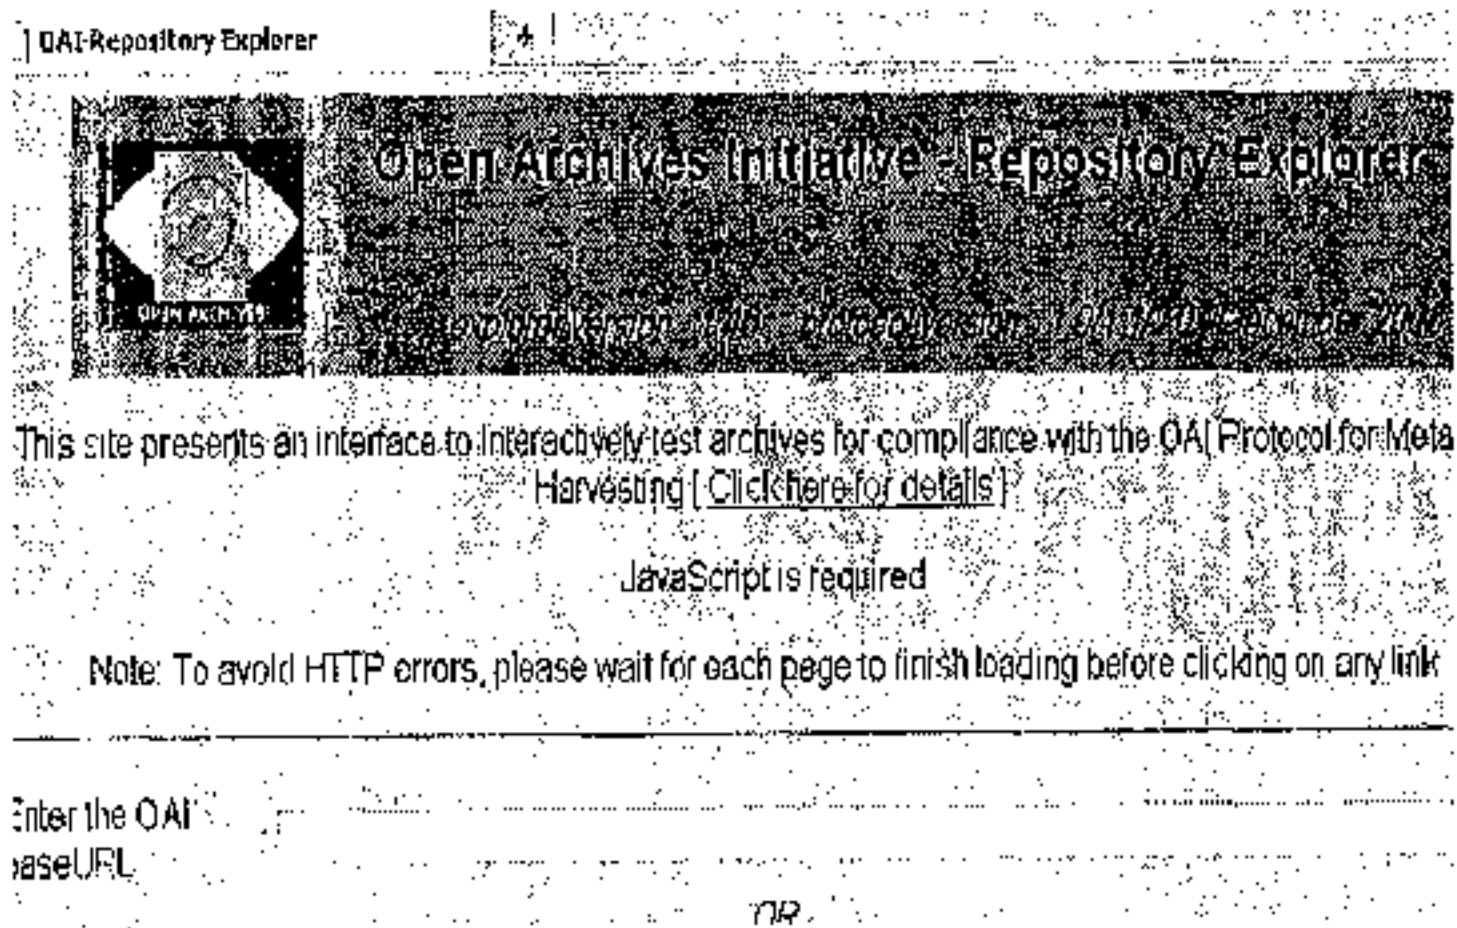 OAI-Repository Explorer
Open Archives Initiative - Repository Explorer
OPEN ARCHIVES
This site presents an interface to interactively test archives for compliance with the OAI Protocol for Meta
Harvesting [ Click here for details ]
JavaScript is required
Note: To avoid HTTP errors, please wait for each page to finish loading before clicking on any link
Enter the OAI
baseURL
OR